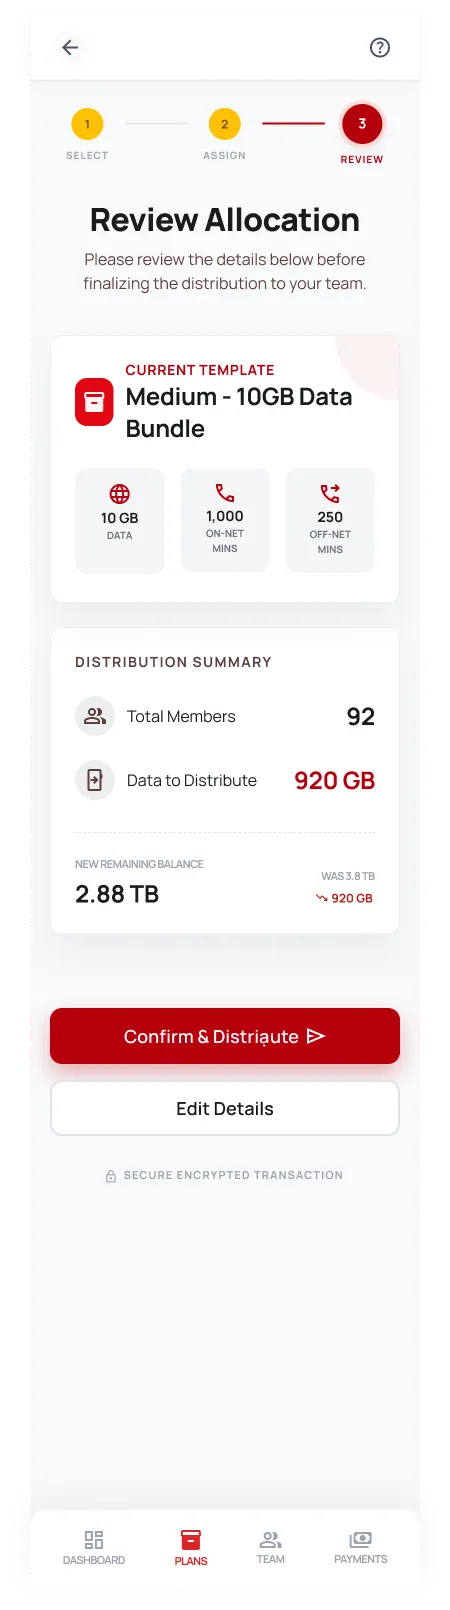 1
2
3
SELECT
ASSIGN
REVIEW
Review Allocation
Please review the details below before
finalizing the distribution to your team.
CURRENT TEMPLATE
Medium - 10GB Data
Bundle
10 GB
DATA
1,000
ON-NET
MINS
250
OFF-NET
MINS
DISTRIBUTION SUMMARY
Total Members
92
Data to Distribute
920 GB
NEW REMAINING BALANCE
2.88 TB
WAS 3.8 TB
920 GB
Confirm & Distriạute
Edit Details
SECURE ENCRYPTED TRANSACTION
DASHBOARD
PLANS
TEAM
PAYMENTS